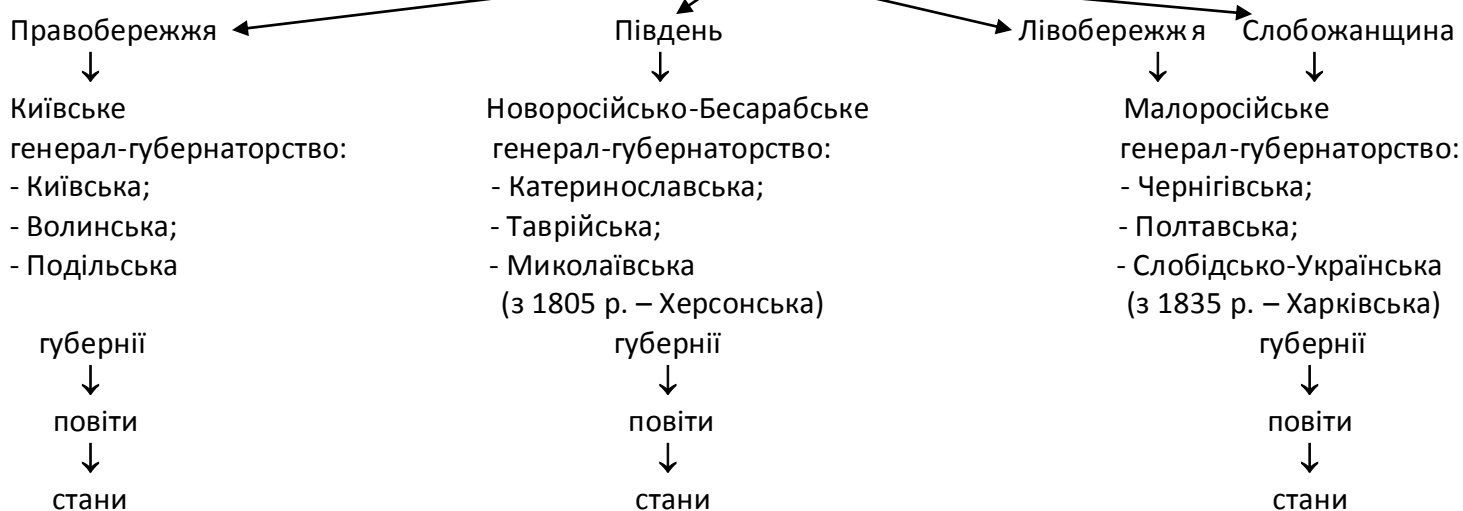 Правобережжя Південь Лівобережжя Слобожанщина
↓ ↓ ↓ ↓
Київське Новоросійсько-Бесарабське Малоросійське
генерал-губернаторство: генерал-губернаторство: генерал-губернаторство:
- Київська; - Катеринославська; - Чернігівська;
- Волинська; - Таврійська; - Полтавська;
- Подільська - Миколаївська - Слобідсько-Українська
(з 1805 р. – Херсонська) (з 1835 р. – Харківська)
губернії губернії губернії
↓ ↓ ↓
повіти повіти повіти
↓ ↓ ↓
стани стани стани